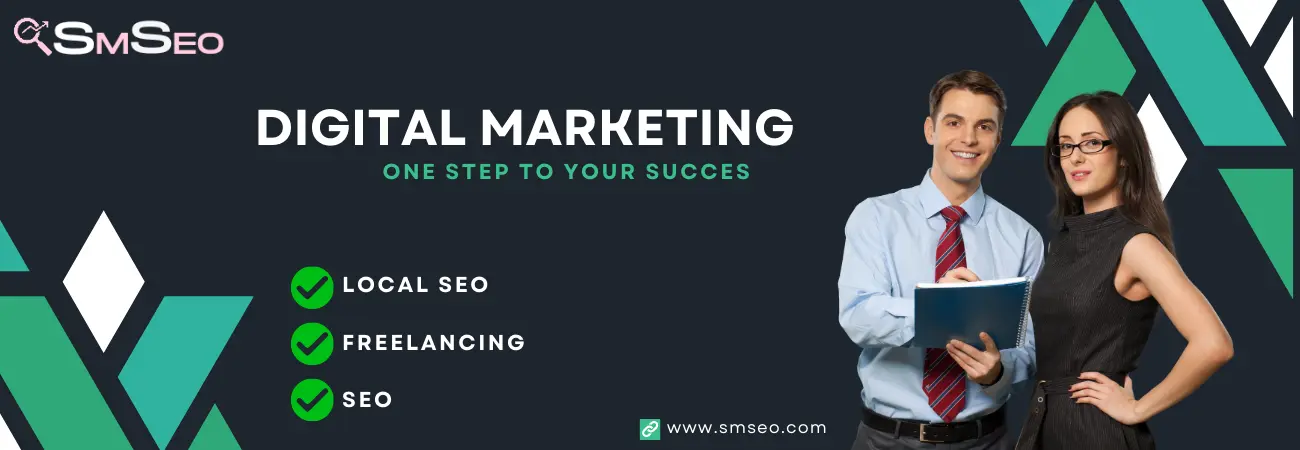 SMSEO
DIGITAL MARKETING
ONE STEP TO YOUR SUCCES
LOCAL SEO
FREELANCING
SEO
www.smseo.com